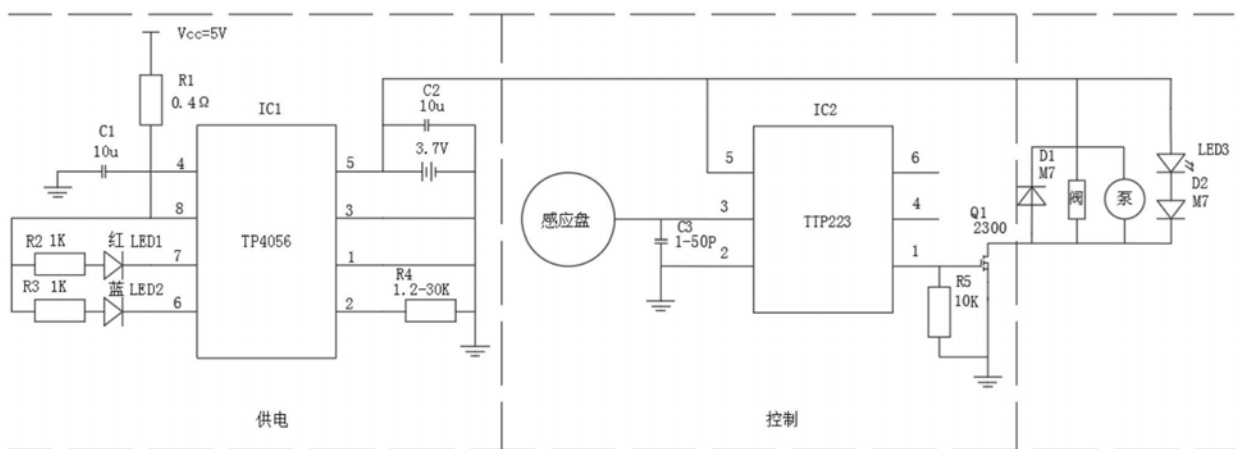 Vcc=5V
R1
0.4Ω
C1
10u
IC1
C2
10u
3.7V
4
8
7
6
5
3
1
2
TP4056
R2 1K
红 LED1
R3 1K
蓝 LED2
R4
1.2-30K
供电
IC2
感应盘
C3
1-50P
5
3
2
6
4
1
TTP223
Q1
2300
R5
10K
控制
D1
M7
阀
泵
LED3
D2
M7